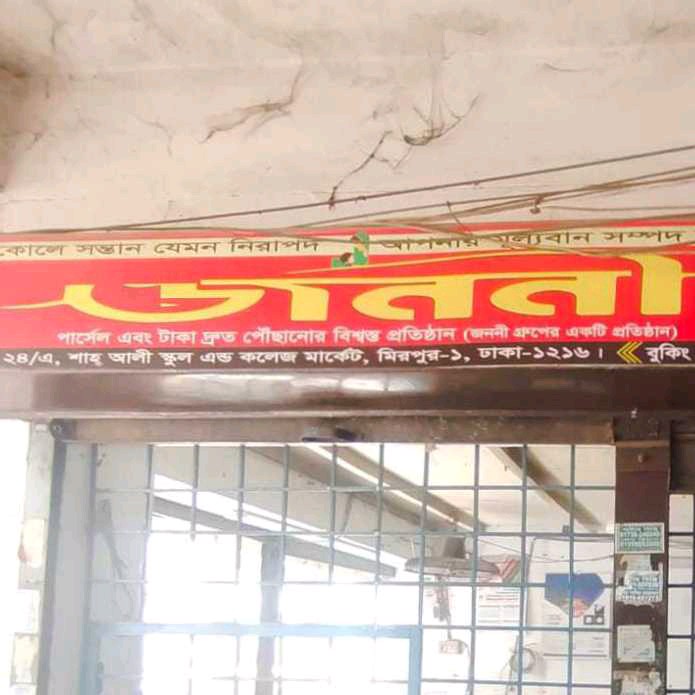 কোলে সন্তান যেমন নিরাপদ আপনার মূল্যবান সম্পদ
জননী
পার্সেল এবং টাকা দ্রুত পৌঁছানোর বিশ্বস্ত প্রতিষ্ঠান (জননী গ্রুপের একটি প্রতিষ্ঠান)
২৪/এ, শাহ্ আলী স্কুল এন্ড কলেজ মার্কেট, মিরপুর-১, ঢাকা-১২১৬। বুকিং